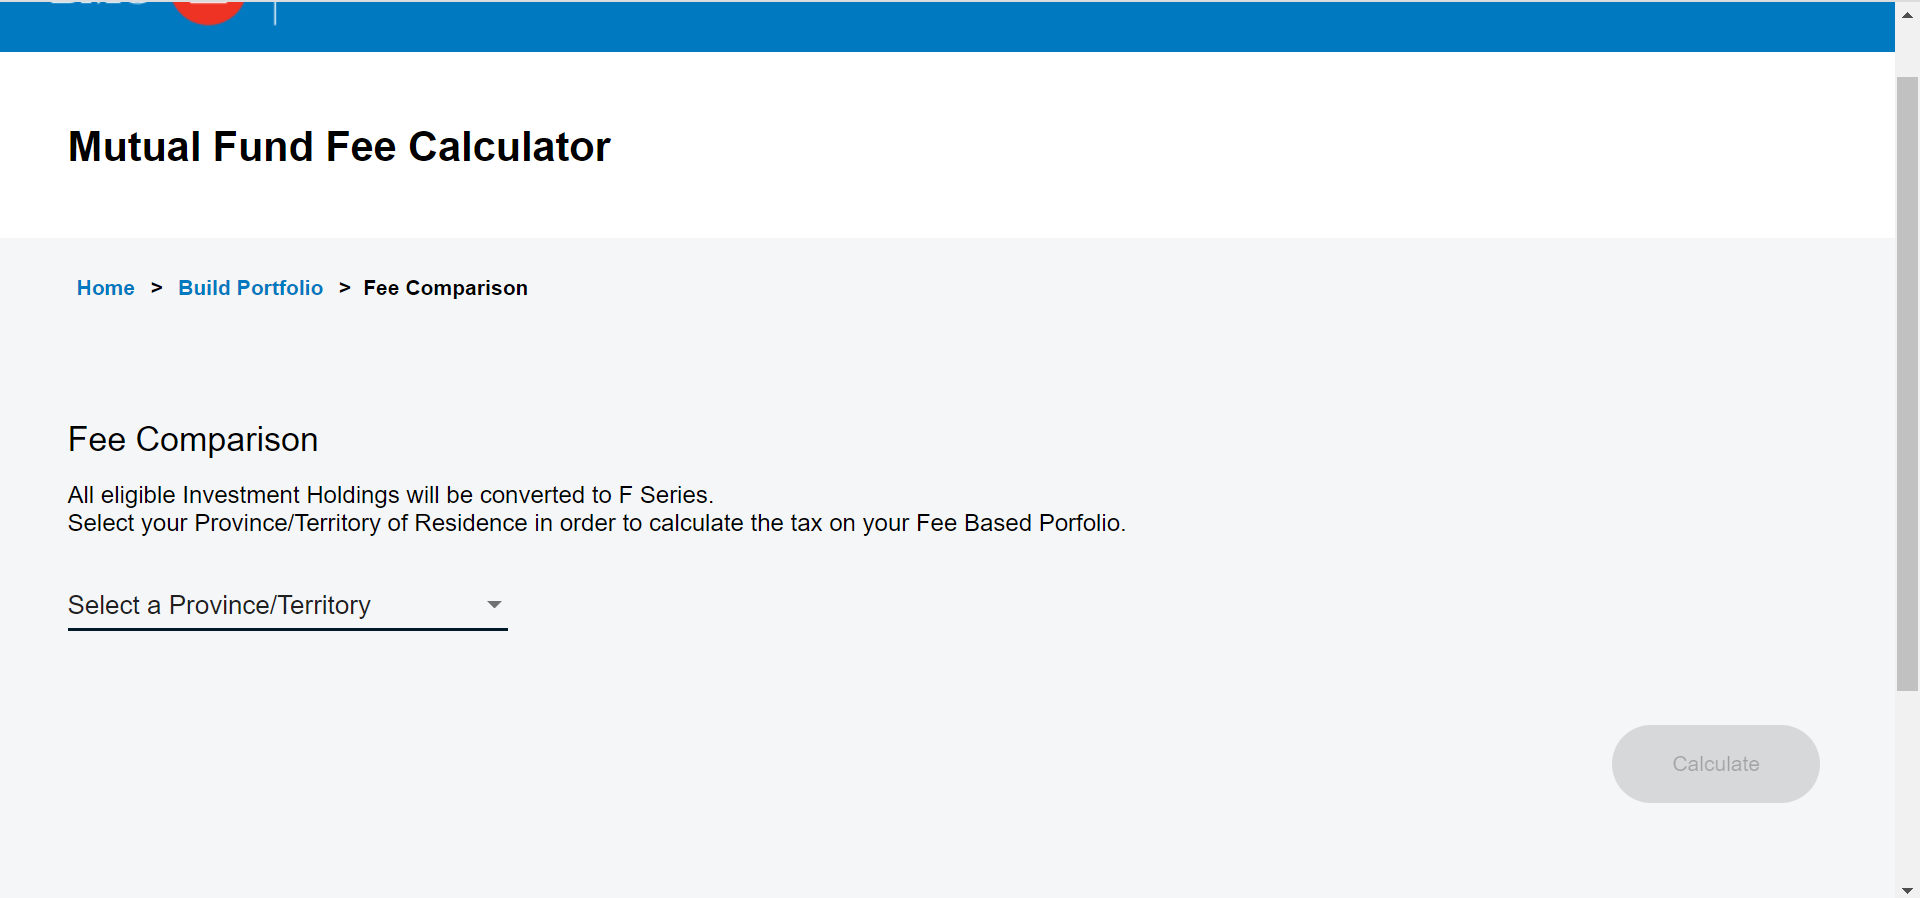 Mutual Fund Fee Calculator
Home > Build Portfolio > Fee Comparison
Fee Comparison
All eligible Investment Holdings will be converted to F Series.
Select your Province/Territory of Residence in order to calculate the tax on your Fee Based Porfolio.
Select a Province/Territory
Calculate